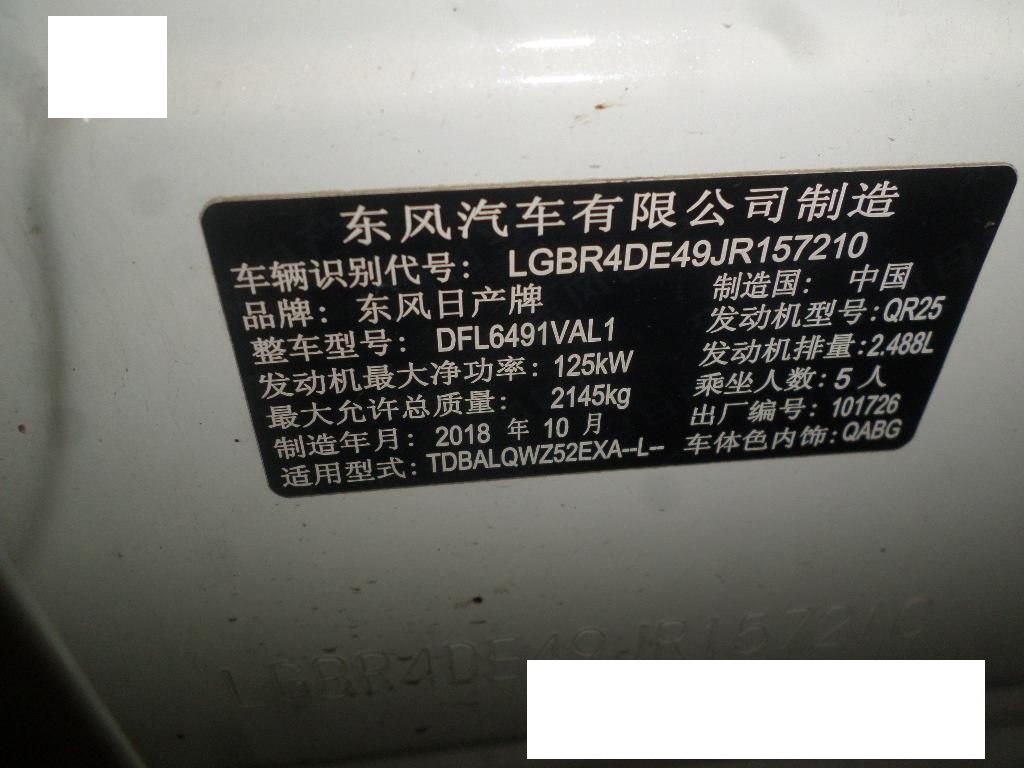 东风汽车有限公司制造
车辆识别代号： LGBR4DE49JR157210
品牌： 东风日产牌 制造国： 中国
整车型号： DFL6491VAL1 发动机型号:QR25
发动机最大净功率：125kW 发动机排量:2.488L
最大允许总质量： 2145kg 乘坐人数:5人
制造年月：2018 年 10 月 出厂编号：101726
适用型式：TDBALQWZ52EXA--L-- 车体色内饰:QABG
LGBR4DE49JR157210